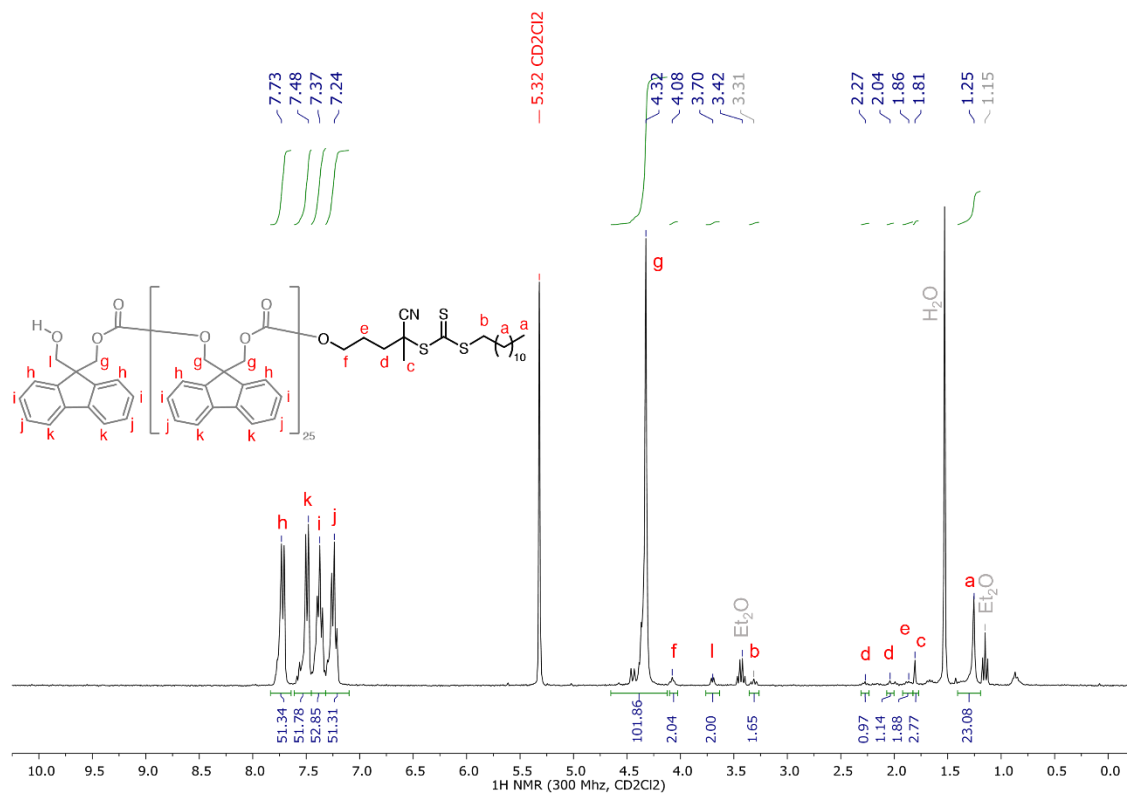 7.73
7.48
7.37
7.24
5.32 CD2Cl2
4.32
4.08
3.70
3.42
3.31
2.27
2.04
1.86
1.81
1.25
1.15
H
O
O
O
g
l
O
O
O
g
g
25
O
f
e
d
CN
c
S
S
S
b
a
10
a
h
h
i
i
j
j
k
k
h
h
i
i
j
j
k
k
g
h
k
i
j
f
l
Et2O
b
d
d
e
c
H2O
a
Et2O
51.34
51.78
52.85
51.31
101.86
2.04
2.00
1.65
0.97
1.14
1.88
2.77
23.08
10.0 9.5 9.0 8.5 8.0 7.5 7.0 6.5 6.0 5.5 5.0 4.5 4.0 3.5 3.0 2.5 2.0 1.5 1.0 0.5 0.0
1H NMR (300 Mhz, CD2Cl2)